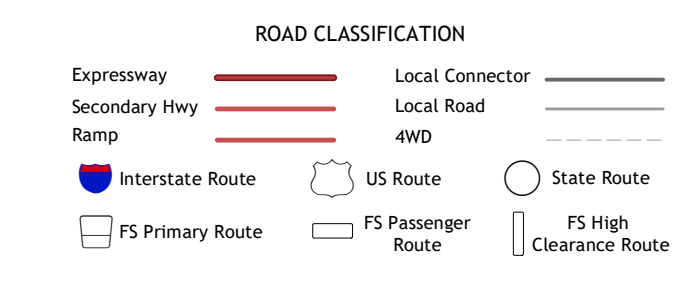 ROAD CLASSIFICATION
Expressway
Local Connector
Secondary Hwy
Local Road
Ramp
4WD
Interstate Route
US Route
State Route
FS Primary Route
FS Passenger
Route
FS High
Clearance Route